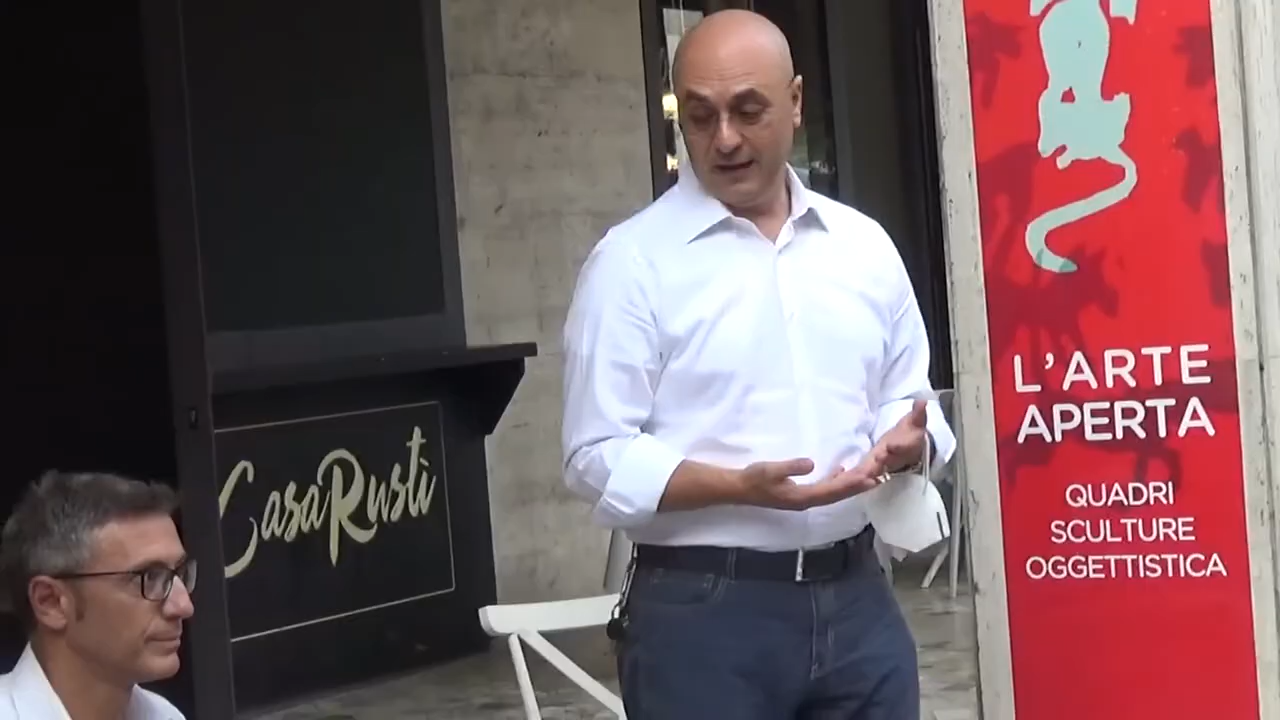 CasaRustì
L'ARTE
APERTA
QUADRI
SCULTURE
OGGETTISTICA